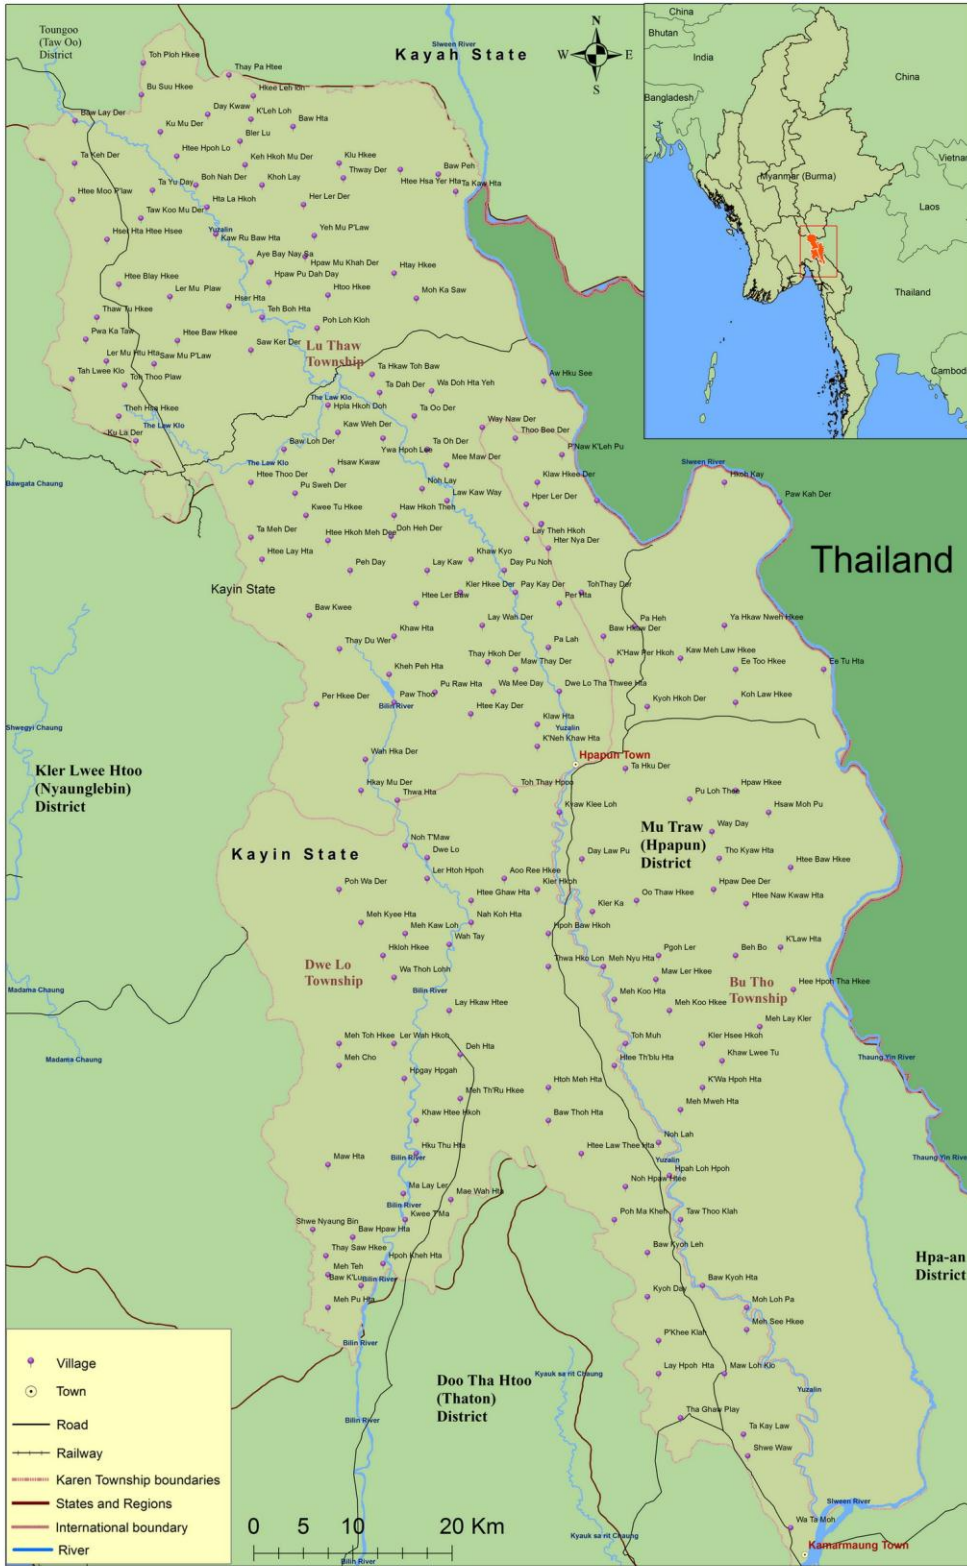 Toungoo
(Taw Oo)
District
Kayah State
Slween River
N
W
E
S
China
Bhutan
India
China
Bangladesh
Myanmar (Burma)
Vietnam
Laos
Thailand
Cambod
Toh Ploh Hkee
Thay Pa Htee
Bu Suu Hkee
Hkee Leh loh
Day Kwaw
K'Leh Loh
Baw Lay Der
Ku Mu Der
Baw Hta
Bler Lu
Htee Hpoh Lo
Ta Keh Der
Keh Hkoh Mu Der
Klu Hkee
Thway Der
Baw Peh
Htee Hsa Yer Hta
Ta Kaw Hta
Boh Nah Der
Khoh Lay
Ta Yu Day
Htee Moo P'law
Hta La Hkoh
Her Ler Der
Taw Koo Mu Der
Yuzalin
Hser Hta Htee Hsee
Kaw Ru Baw Hta
Yeh Mu P'Law
Aye Bay Nay Sa
Hpaw Mu Khah Der
Htay Hkee
Htee Blay Hkee
Hpaw Pu Dah Day
Ler Mu Plaw
Htoo Hkee
Moh Ka Saw
Hser Hta
Thaw Tu Hkee
Teh Boh Hta
Poh Loh Kloh
Pwa Ka Taw
Htee Baw Hkee
Saw Ker Der
Lu Thaw
Township
Ler Mu Htu Hta
Saw Mu P'Law
Ta Hkaw Toh Baw
Tah Lwee Klo
Toh Thoo Plaw
Ta Dah Der
Wa Doh Hta Yeh
Aw Hku See
The Law Klo
Hpla Hkoh Doh
Theh Hsa Hkee
The Law Klo
Ta Oo Der
Way Naw Der
Ku La Der
Kaw Weh Der
Thoo Bee Der
Baw Loh Der
Ywa Hpoh Loh
Ta Oh Der
P'Naw K'Leh Pu
The Law Klo
Hsaw Kwaw
Mee Maw Der
Slween River
Bawgata Chaung
Htee Thoo Der
Klaw Hkee Der
Hkoh Kay
Pu Sweh Der
Noh Lay
Law Kaw Way
Hper Ler Der
Paw Kah Der
Kwee Tu Hkee
Haw Hkoh Theh
Ta Meh Der
Htee Hkoh Meh Der
Doh Heh Der
Lay Theh Hkoh
Hter Nya Der
Thailand
Htee Lay Hta
Peh Day
Lay Kaw
Khaw Kyo
Day Pu Noh
Kayin State
Kler Hkee Der
Pay Kay Der
TohThay Der
Htee Ler Baw
Per Hta
Baw Kwee
Khaw Hta
Lay Wah Der
Pa Heh
Ya Hkaw Nweh Hkee
Baw Hkaw Der
Thay Du Wer
Pa Lah
Thay Hkoh Der
Maw Thay Der
K'Haw Per Hkoh
Kaw Meh Law Hkee
Ee Too Hkee
Ee Tu Hta
Kheh Peh Hta
Pu Raw Hta
Wa Mee Day
Dwe Lo Tha Thwee Hta
Per Hkee Der
Paw Thoo
Bilin River
Htee Kay Der
Kyoh Hkoh Der
Koh Law Hkee
Klaw Hta
Yuzalin
Shwegyi Chaung
K'Neh Khaw Hta
Wah Hka Der
Hpapun Town
Kler Lwee Htoo
(Nyaunglebin)
District
Ta Hku Der
Hkay Mu Der
Thwa Hta
Toh Thay Hpoo
Pu Loh Theh
Hpaw Hkee
Kyaw Klee Loh
Hsaw Moh Pu
Mu Traw
(Hpapun)
District
Way Day
Kayin State
Noh T'Maw
Dwe Lo
Day Law Pu
Tho Kyaw Hta
Htee Baw Hkee
Poh Wa Der
Ler Htoh Hpoh
Aoo Ree Hkee
Kler Hkoh
Oo Thaw Hkee
Hpaw Dee Der
Htee Ghaw Hta
Htee Naw Kwaw Hta
Kler Ka
Meh Kyee Hta
Meh Kaw Loh
Nah Koh Hta
Hpoh Baw Hkoh
Hkloh Hkee
Wah Tay
Pgoh Ler
Beh Bo
K'Law Hta
Dwe Lo
Township
Wa Thoh Lohh
Thwa Hko Lon
Meh Nyu Hta
Maw Ler Hkee
Bu Tho
Township
Hee Hpoh Tha Hkee
Madama Chaung
Bilin River
Meh Koo Hta
Meh Koo Hkee
Lay Hkaw Htee
Meh Lay Kler
Meh Toh Hkee
Ler Wah Hkoh
Deh Hta
Toh Muh
Kler Hsee Hkoh
Madama Chaung
Meh Cho
Htee Th'blu Hta
Khaw Lwee Tu
Thaung Yin River
Hpgay Hpgah
Htoh Meh Hta
K'Wa Hpoh Hta
Meh Th'Ru Hkee
Meh Mweh Hta
Khaw Htee Hkoh
Baw Thoh Hta
Hku Thu Hta
Noh Lah
Maw Hta
Bilin River
Htee Law Thee Hta
Yuzalin
Thaung Yin River
Hpah Loh Hpoh
Ma Lay Ler
Mae Wah Hta
Noh Hpaw Htee
Bilin River
Shwe Nyaung Bin
Kwee T'Ma
Poh Ma Kheh
Taw Thoo Klah
Baw Hpaw Hta
Thay Saw Hkee
Hpoh Kheh Hta
Baw Kyoh Leh
Hpa-an
District
Meh Teh
Baw K'Lu
Bilin River
Kyoh Day
Baw Kyoh Hta
Meh Pu Hta
Moh Loh Pa
Meh See Hkee
Bilin River
P'Khee Klah
Village
Doo Tha Htoo
(Thaton)
District
Kyauk sa rit Chaung
Lay Hpoh Hta
Maw Loh Klo
Town
Yuzalin
Road
Bilin River
Tha Ghaw Play
Ta Kay Law
Railway
Shwe Waw
Karen Township boundaries
States and Regions
Slween River
International boundary
0 5 10 20 Km
Kyauk sa rit Chaung
Wa Ta Moh
River
Bilin River
Kamarmaung Town